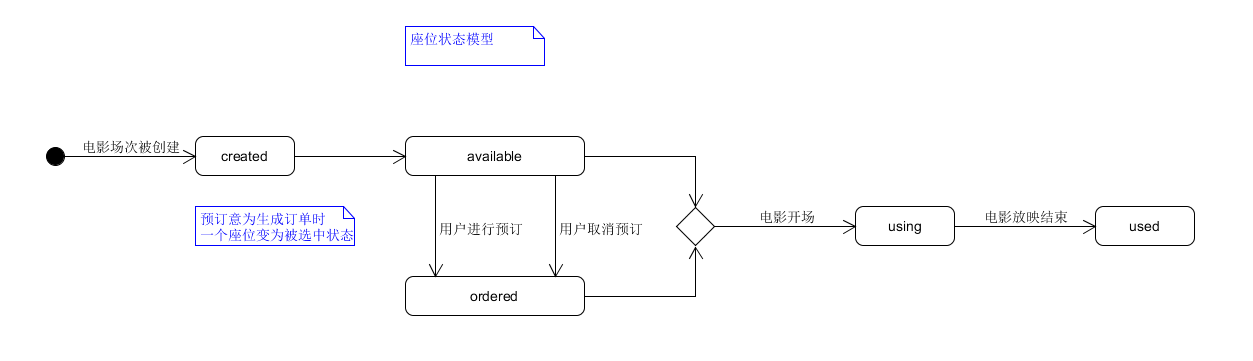 座位状态模型
电影场次被创建
created
available
预订意为生成订单时
一个座位变为被选中状态
用户进行预订
用户取消预订
电影开场
using
电影放映结束
used
ordered